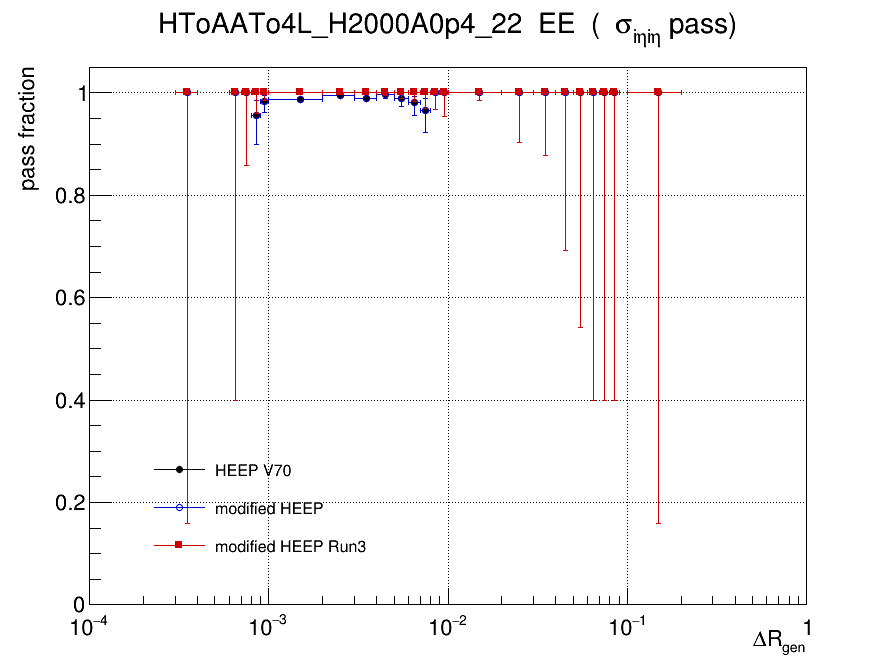 HToAATo4L_H2000A0p4_22 EE ( σiηiη pass)
pass fraction
1
0.8
0.6
0.4
0.2
0
HEEP V70
modified HEEP
modified HEEP Run3
10−4 10−3 10−2 10−1 1
ΔRgen